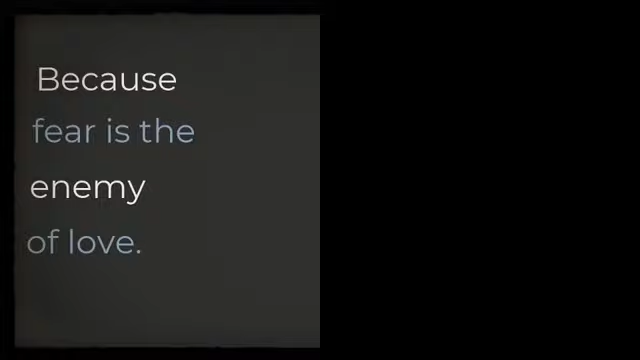 Because
fear is the
enemy
of love.